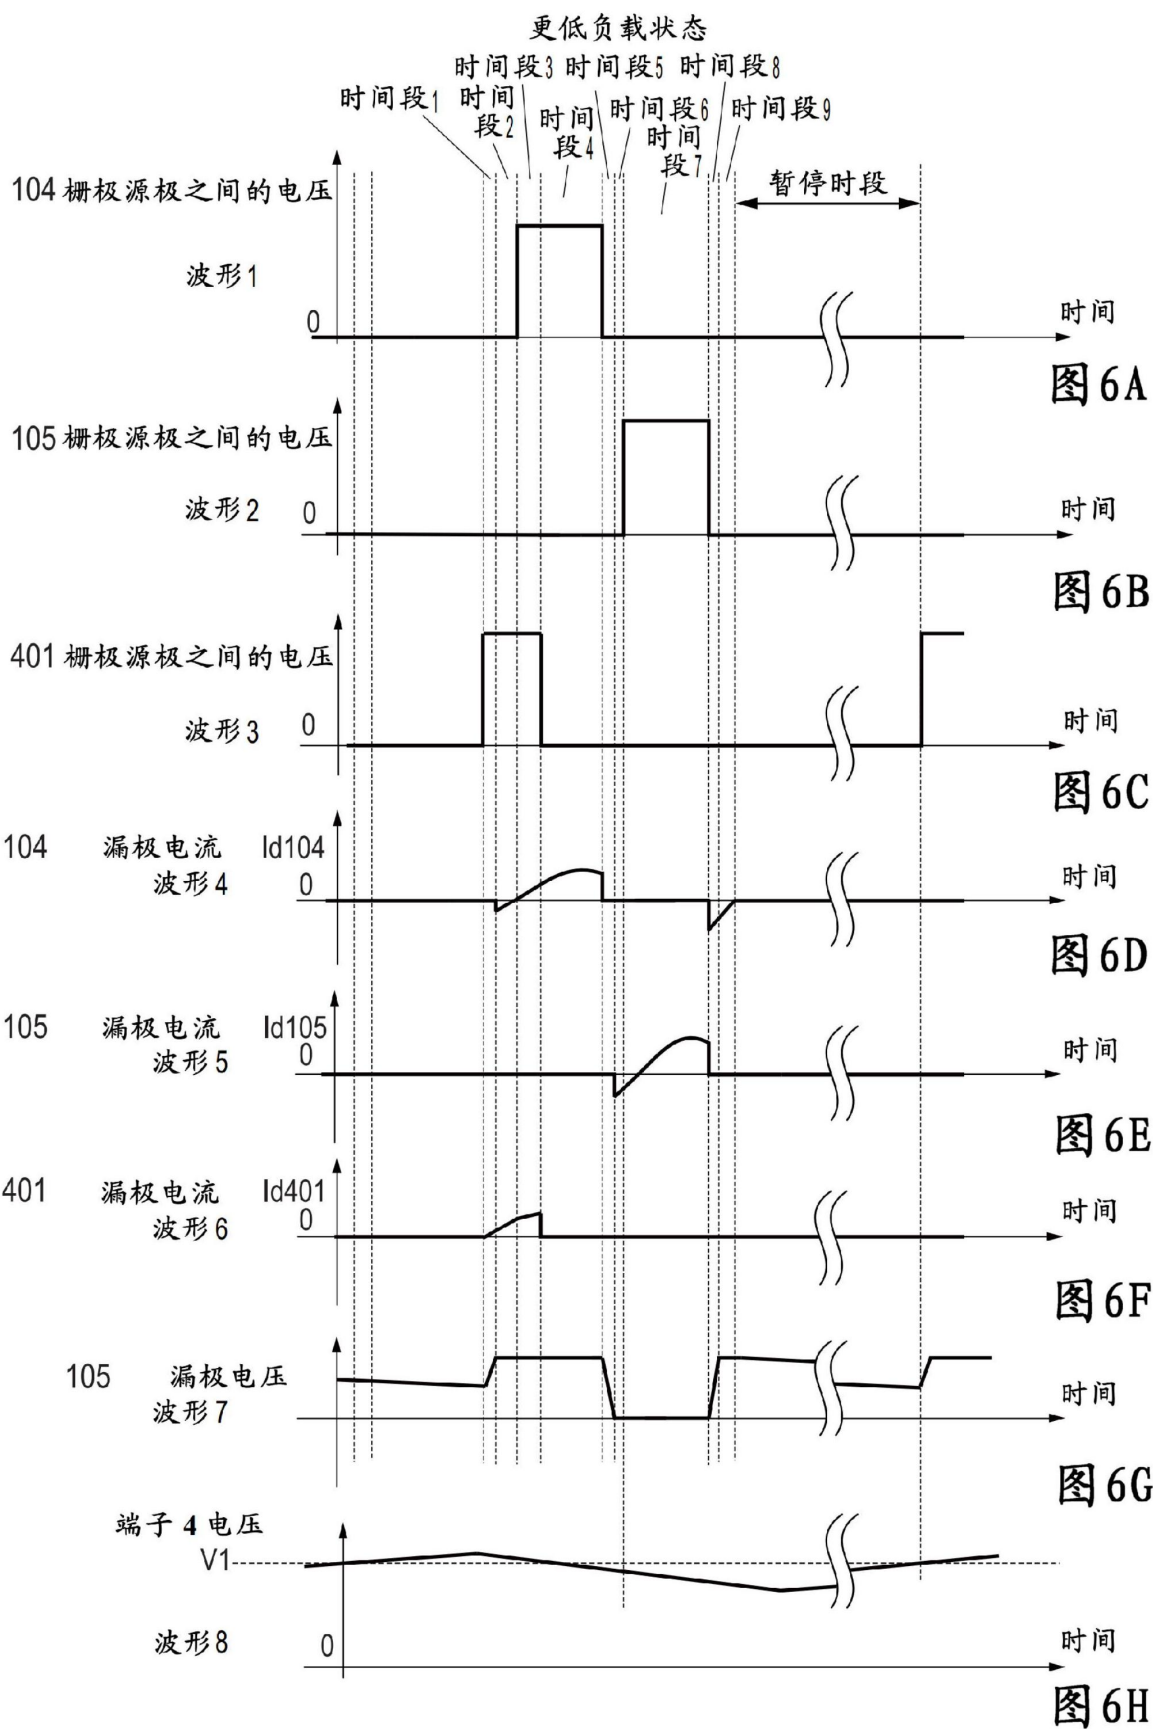 更低负载状态
时间段3 时间段5 时间段8
时间段1 时间段2 时间段4 时间段6 时间段7 时间段9
104 栅极源极之间的电压
暂停时段
波形1
0
时间
图6A
105 栅极源极之间的电压
波形2 0
时间
图6B
401 栅极源极之间的电压
波形3 0
时间
图6C
104 漏极电流 Id104
波形4 0
时间
图6D
105 漏极电流 Id105
波形5 0
时间
图6E
401 漏极电流 Id401
波形6 0
时间
图6F
105 漏极电压
波形7
时间
图6G
端子 4 电压
V1
波形8 0
时间
图6H